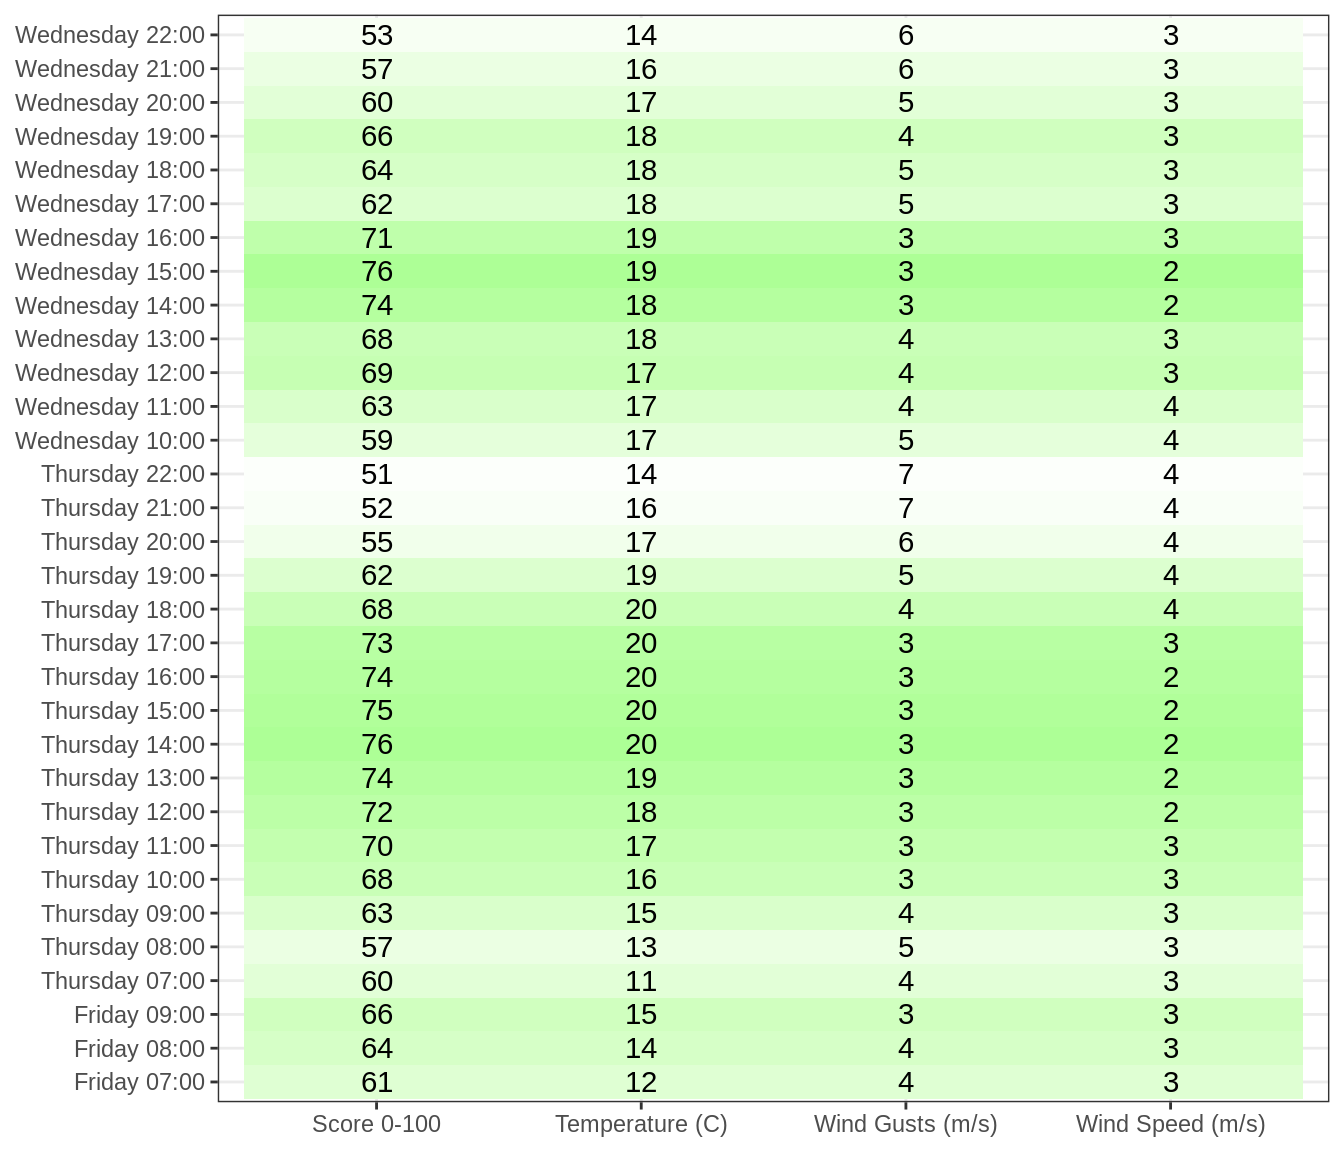 Wednesday 22:00 53 14 6 3
Wednesday 21:00 57 16 6 3
Wednesday 20:00 60 17 5 3
Wednesday 19:00 66 18 4 3
Wednesday 18:00 64 18 5 3
Wednesday 17:00 62 18 5 3
Wednesday 16:00 71 19 3 3
Wednesday 15:00 76 19 3 2
Wednesday 14:00 74 18 3 2
Wednesday 13:00 68 18 4 3
Wednesday 12:00 69 17 4 3
Wednesday 11:00 63 17 4 4
Wednesday 10:00 59 17 5 4
Thursday 22:00 51 14 7 4
Thursday 21:00 52 16 7 4
Thursday 20:00 55 17 6 4
Thursday 19:00 62 19 5 4
Thursday 18:00 68 20 4 4
Thursday 17:00 73 20 3 3
Thursday 16:00 74 20 3 2
Thursday 15:00 75 20 3 2
Thursday 14:00 76 20 3 2
Thursday 13:00 74 19 3 2
Thursday 12:00 72 18 3 2
Thursday 11:00 70 17 3 3
Thursday 10:00 68 16 3 3
Thursday 09:00 63 15 4 3
Thursday 08:00 57 13 5 3
Thursday 07:00 60 11 4 3
Friday 09:00 66 15 3 3
Friday 08:00 64 14 4 3
Friday 07:00 61 12 4 3
Score 0-100 Temperature (C) Wind Gusts (m/s) Wind Speed (m/s)